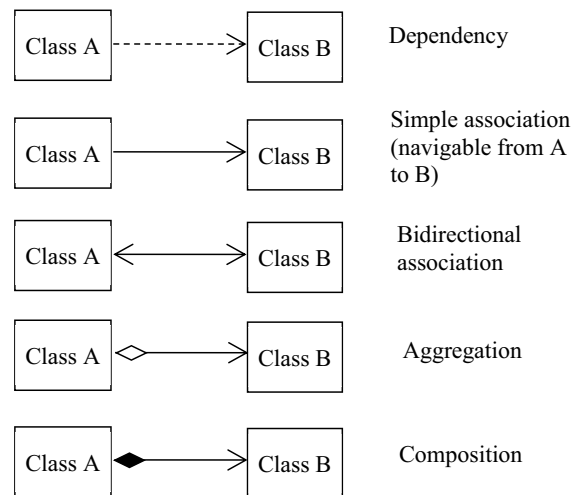 Class A
Class B
Dependency
Class A
Class B
Simple association
(navigable from A
to B)
Class A
Class B
Bidirectional
association
Class A
Class B
Aggregation
Class A
Class B
Composition